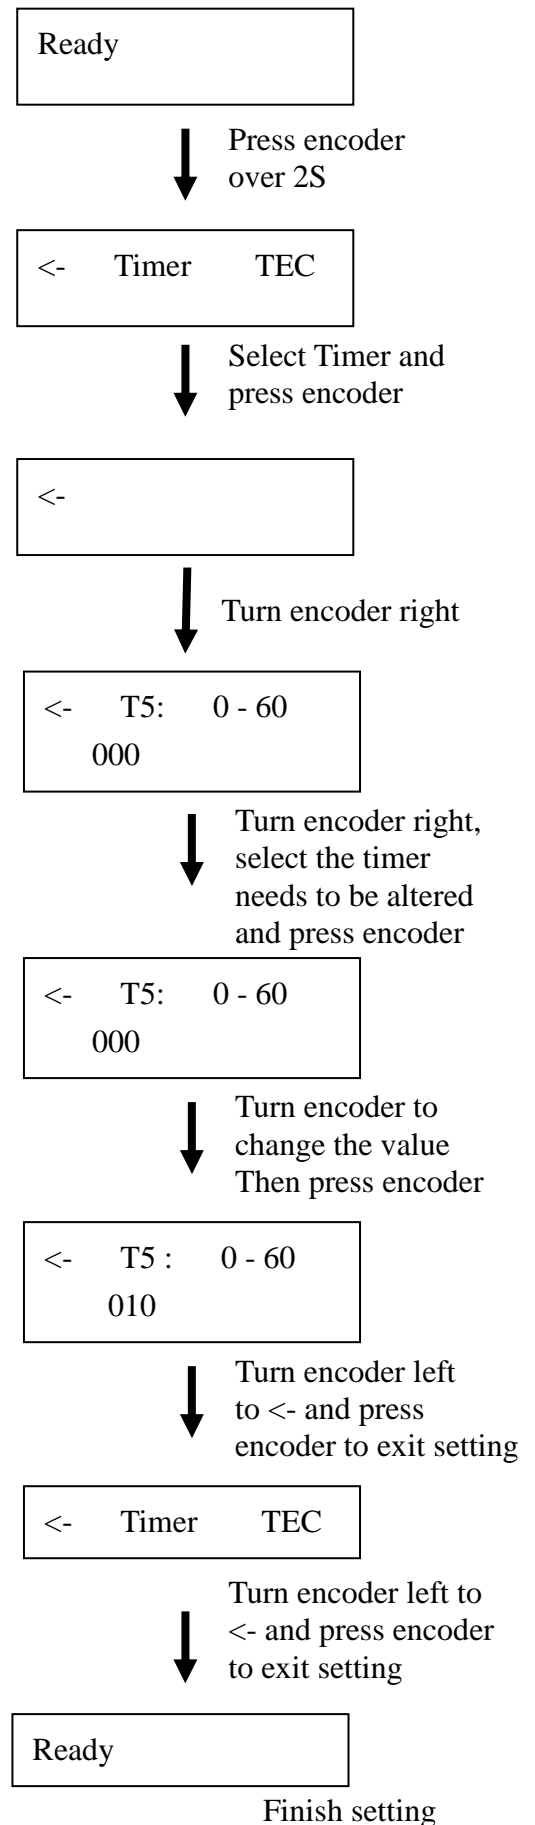 Ready
Press encoder
over 2S
<- Timer TEC
Select Timer and
press encoder
<-
Turn encoder right
<- T5: 0 - 60
000
Turn encoder right,
select the timer
needs to be altered
and press encoder
<- T5: 0 - 60
000
Turn encoder to
change the value
Then press encoder
<- T5 : 0 - 60
010
Turn encoder left
to <- and press
encoder to exit setting
<- Timer TEC
Turn encoder left to
<- and press encoder
to exit setting
Ready
Finish setting